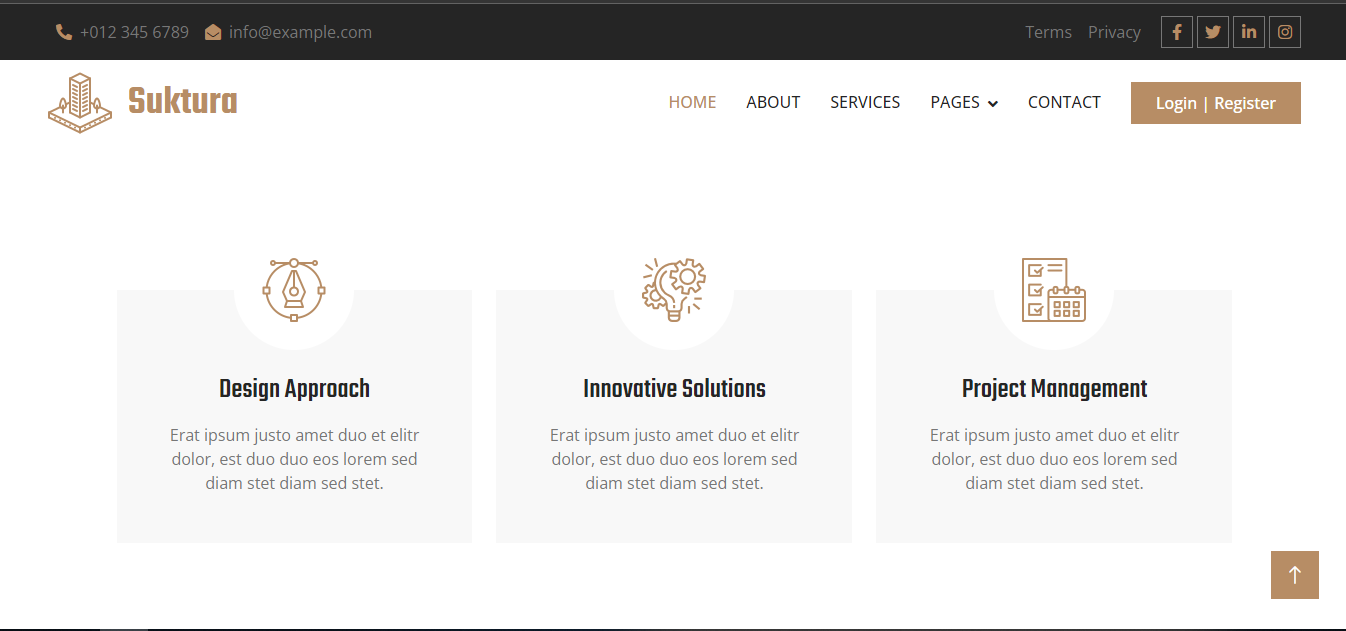 +012 345 6789 info@example.com Terms Privacy
Suktura HOME ABOUT SERVICES PAGES CONTACT Login | Register
Design Approach
Erat ipsum justo amet duo et elitr
dolor, est duo duo eos lorem sed
diam stet diam sed stet.
Innovative Solutions
Erat ipsum justo amet duo et elitr
dolor, est duo duo eos lorem sed
diam stet diam sed stet.
Project Management
Erat ipsum justo amet duo et elitr
dolor, est duo duo eos lorem sed
diam stet diam sed stet.